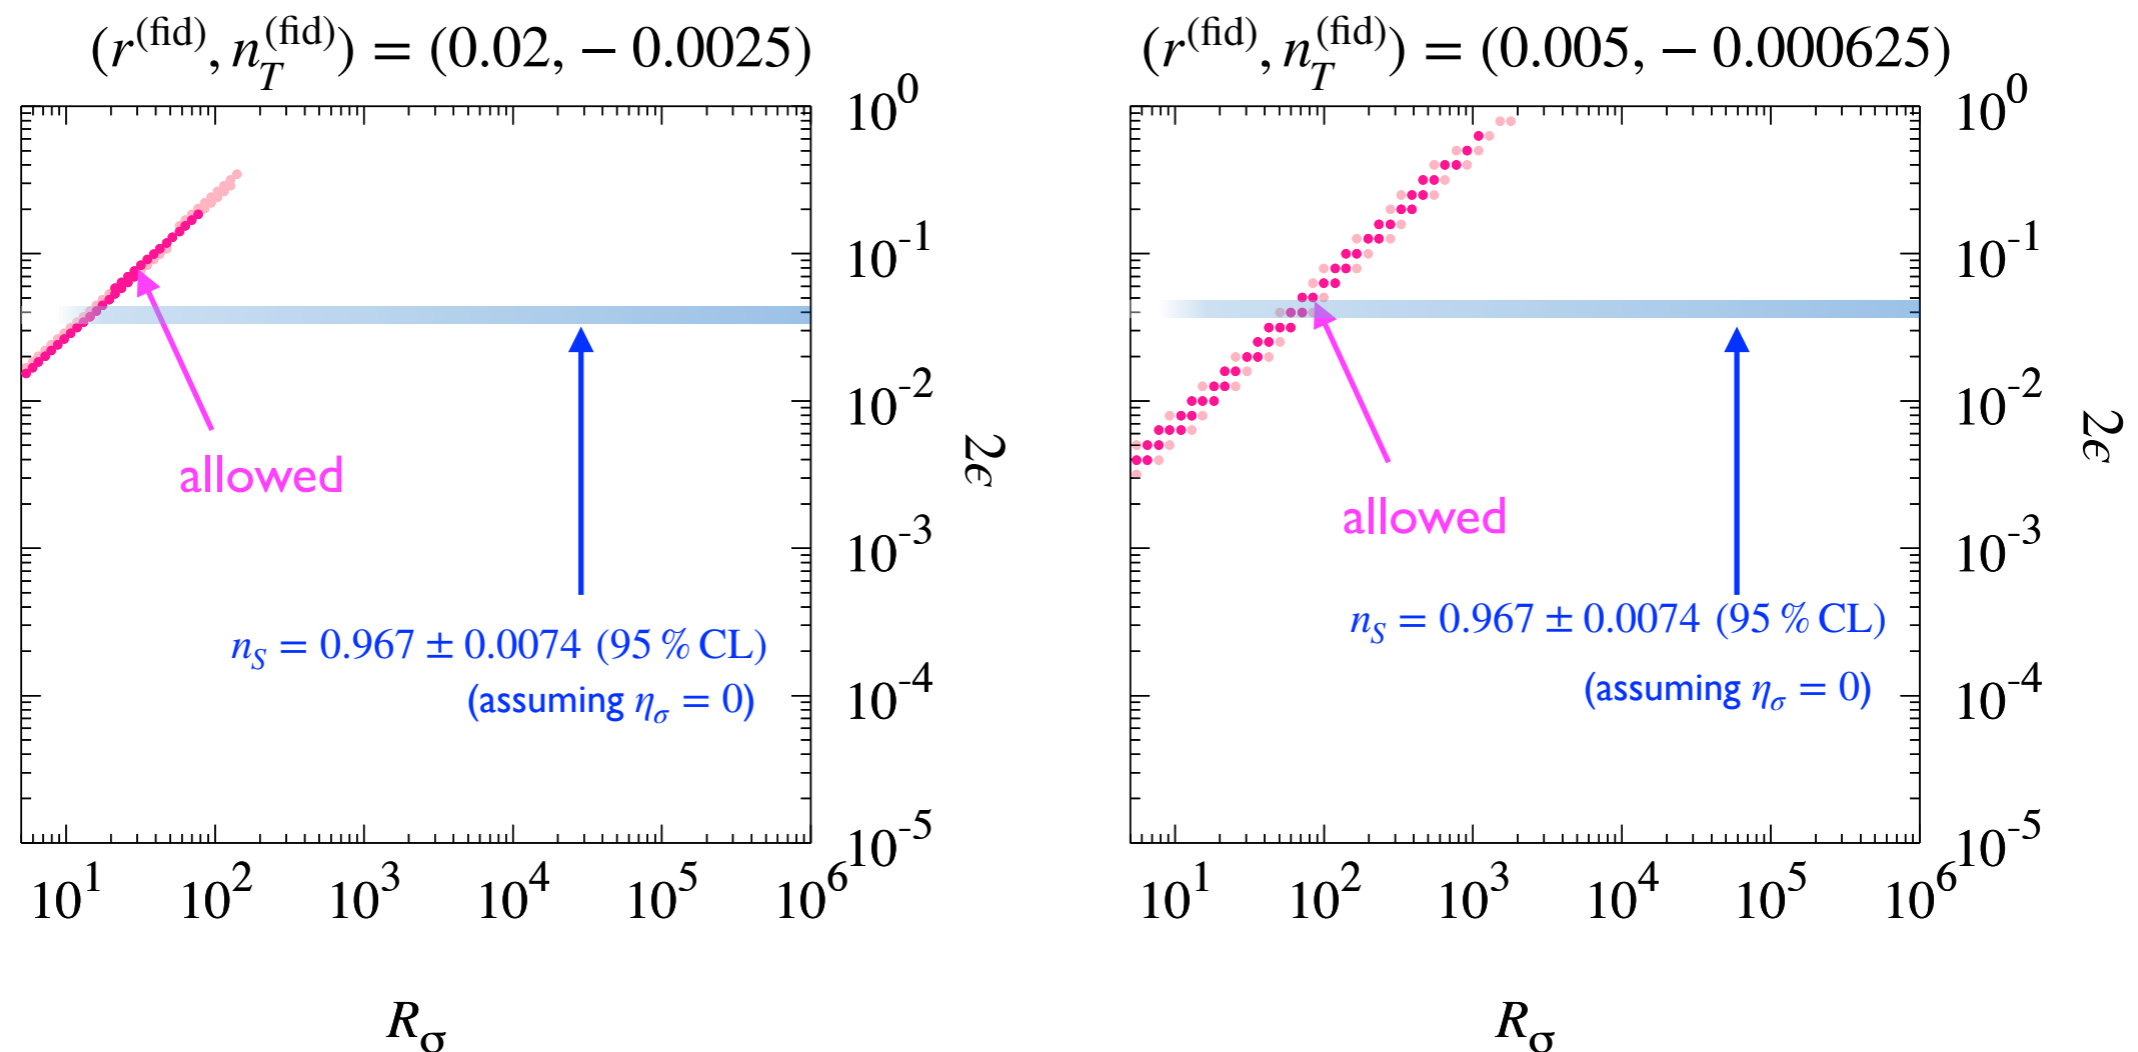 (r^(fid), n_T^(fid)) = (0.02, − 0.0025)
10^0
10^-1
10^-2
10^-3
10^-4
10^-5
2ϵ
allowed
n_S = 0.967 ± 0.0074 (95 % CL)
(assuming η_σ = 0)
10^1 10^2 10^3 10^4 10^5 10^6
R_σ
(r^(fid), n_T^(fid)) = (0.005, − 0.000625)
10^0
10^-1
10^-2
10^-3
10^-4
10^-5
2ϵ
allowed
n_S = 0.967 ± 0.0074 (95 % CL)
(assuming η_σ = 0)
10^1 10^2 10^3 10^4 10^5 10^6
R_σ